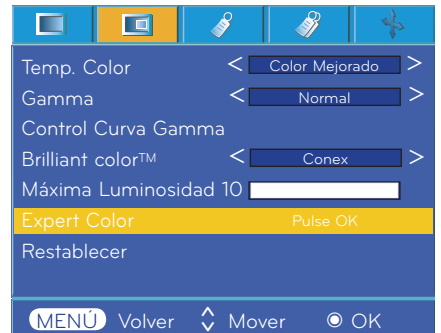 Temp. Color < Color Mejorado >
Gamma < Normal >
Control Curva Gamma
Brilliant color™ < Conex >
Máxima Luminosidad 10
Expert Color Pulse OK
Restablecer
MENÚ Volver Mover OK